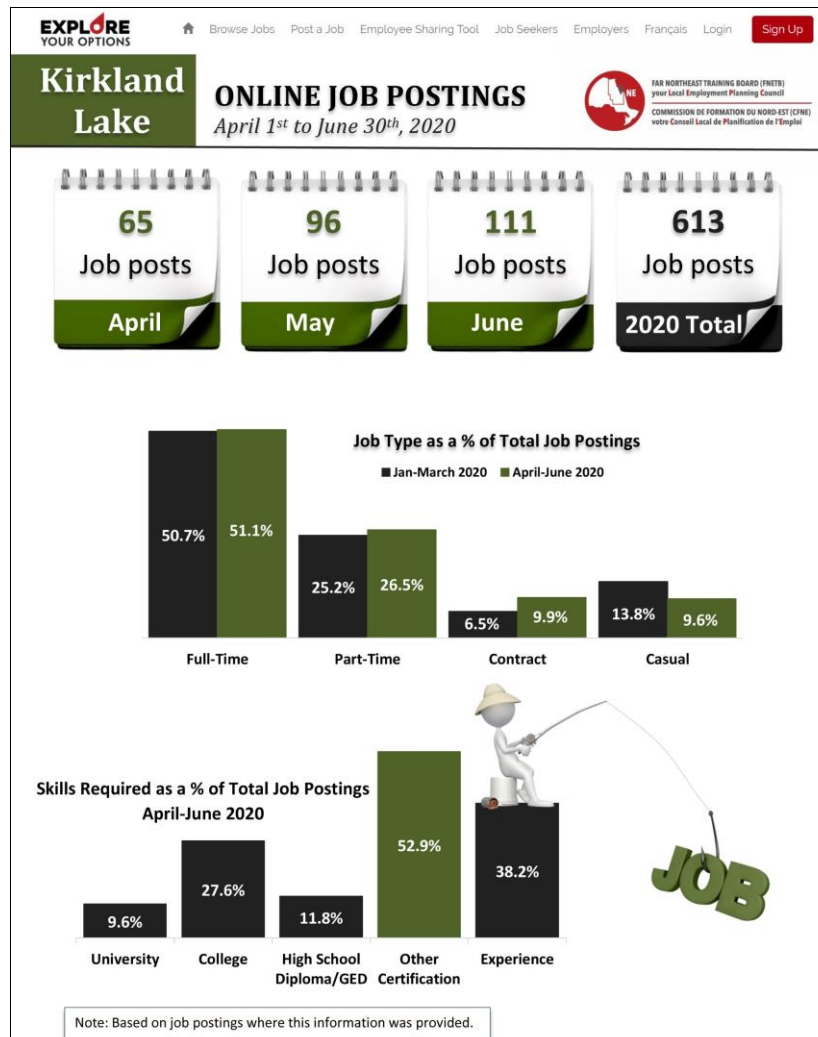 EXPLORE
YOUR OPTIONS
Browse Jobs Post a Job Employee Sharing Tool Job Seekers Employers Français Login Sign Up
Kirkland
Lake
ONLINE JOB POSTINGS
April 1st to June 30th, 2020
NE
FAR NORTHEAST TRAINING BOARD (FNETB)
your Local Employment Planning Council
COMMISSION DE FORMATION DU NORD-EST (CFNE)
votre Conseil Local de Planification de l'Emploi
65
Job posts
April
96
Job posts
May
111
Job posts
June
613
Job posts
2020 Total
Job Type as a % of Total Job Postings
Jan-March 2020 April-June 2020
50.7% 51.1% 25.2% 26.5% 6.5% 9.9% 13.8% 9.6%
Full-Time Part-Time Contract Casual
Skills Required as a % of Total Job Postings
April-June 2020
9.6% 27.6% 11.8% 52.9% 38.2%
University College High School Diploma/GED Other Certification Experience
JOB
Note: Based on job postings where this information was provided.